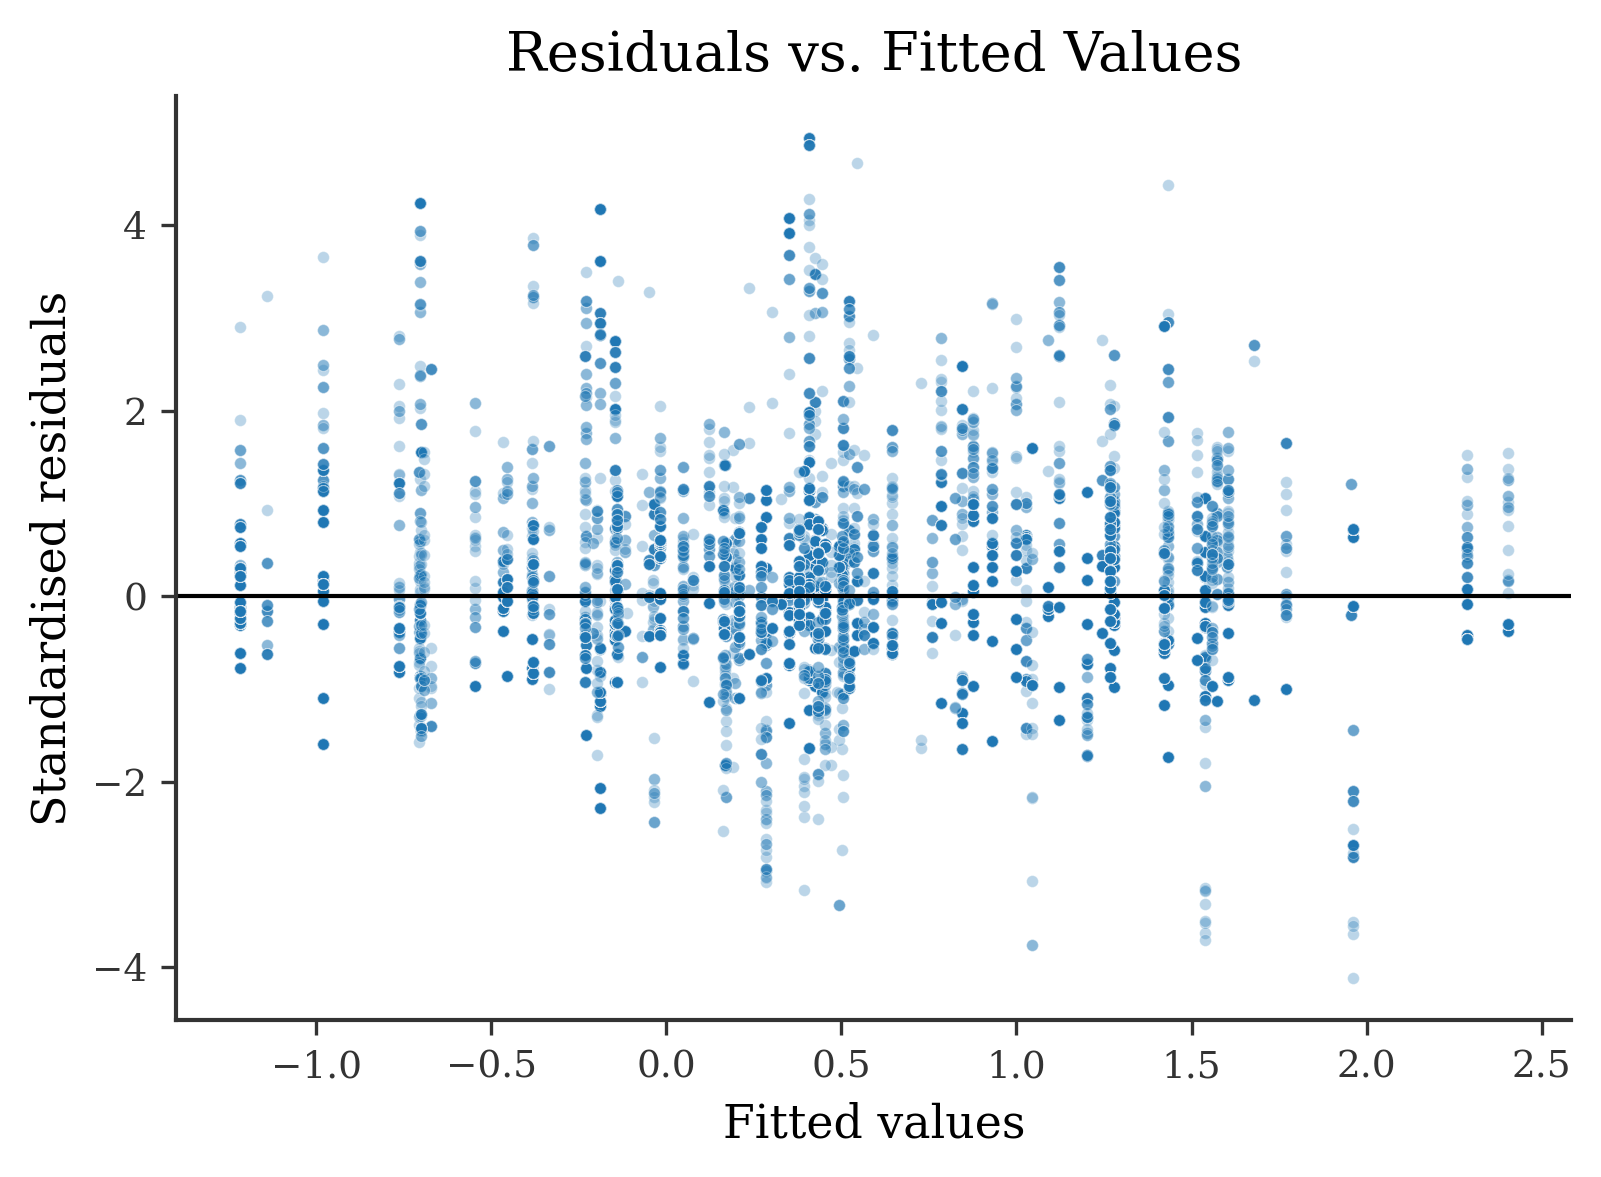 Residuals vs. Fitted Values
Standardised residuals
4
2
0
−2
−4
−1.0 −0.5 0.0 0.5 1.0 1.5 2.0 2.5
Fitted values